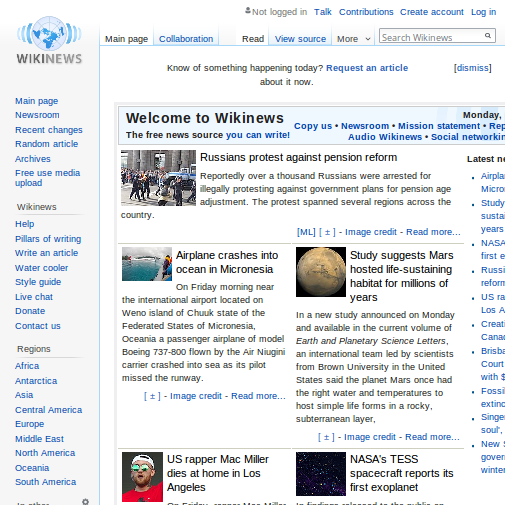 Not logged in Talk Contributions Create account Log in
WIKINEWS
Main page Collaboration Read View source More Search Wikinews
Know of something happening today? Request an article
about it now.
[dismiss]
Main page
Newsroom
Recent changes
Random article
Archives
Free use media
upload
Wikinews
Help
Pillars of writing
Write an article
Water cooler
Style guide
Live chat
Donate
Contact us
Regions
Africa
Antarctica
Asia
Central America
Europe
Middle East
North America
Oceania
South America
In other
Welcome to Wikinews
The free news source you can write!
Monday,
Copy us • Newsroom • Mission statement • Rep
Audio Wikinews • Social networkin
Russians protest against pension reform
Reportedly over a thousand Russians were arrested for
illegally protesting against government plans for pension age
adjustment. The protest spanned several regions across the
country.
[ML] [ ± ] - Image credit - Read more...
Airplane crashes into
ocean in Micronesia
On Friday morning near
the international airport located on
Weno island of Chuuk state of the
Federated States of Micronesia,
Oceania a passenger airplane of model
Boeing 737-800 flown by the Air Niugini
carrier crashed into sea as its pilot
missed the runway.
[ ± ] - Image credit - Read more...
Study suggests Mars
hosted life-sustaining
habitat for millions of
years
In a new study announced on Monday
and available in the current volume of
Earth and Planetary Science Letters,
an international team led by scientists
from Brown University in the United
States said the planet Mars once had
the right water and temperatures to
host simple life forms in a rocky,
subterranean layer,
[ ± ] - Image credit - Read more...
US rapper Mac Miller
dies at home in Los
Angeles
On Friday, rapper Mac Miller
NASA's TESS
spacecraft reports its
first exoplanet
In findings released to the public on
Latest ne
Airpla
Micro
Study
sustai
years
NASA
first e
Russi
reform
US ra
Los A
Creati
Canad
Brisba
Court
with $
Fossil
extinc
Singe
soul',
New S
gover
winter